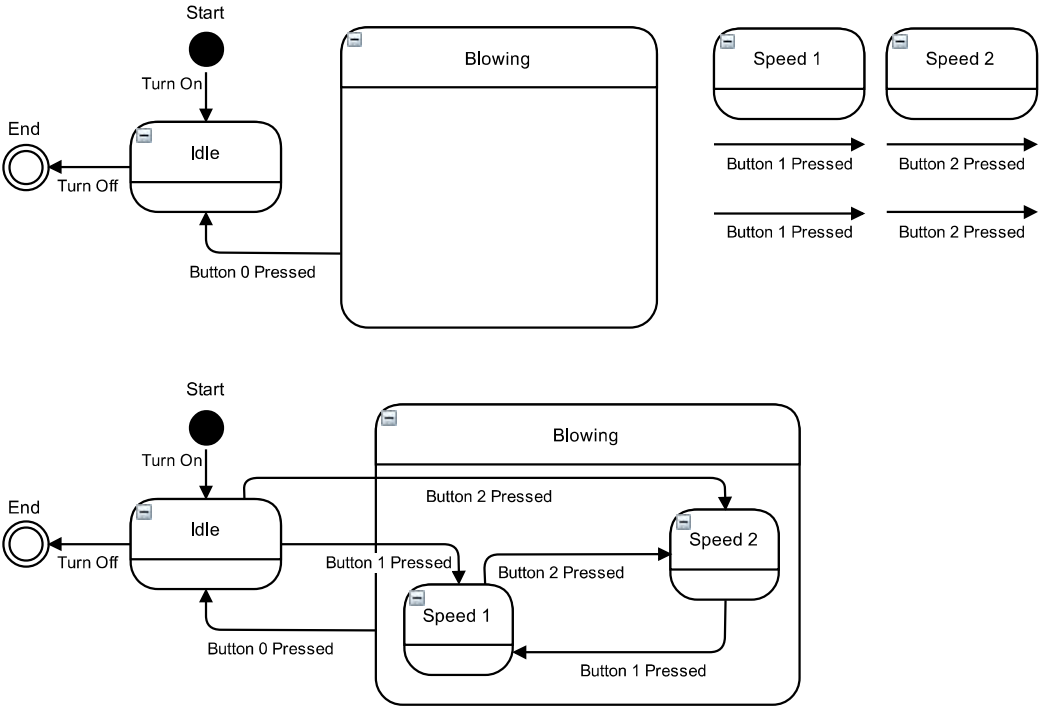 Start
Turn On
Blowing
Speed 1
Speed 2
End
Idle
Turn Off
Button 1 Pressed
Button 2 Pressed
Button 1 Pressed
Button 2 Pressed
Button 0 Pressed
Start
Turn On
Blowing
Button 2 Pressed
End
Idle
Speed 2
Turn Off
Button 1 Pressed
Button 2 Pressed
Speed 1
Button 0 Pressed
Button 1 Pressed